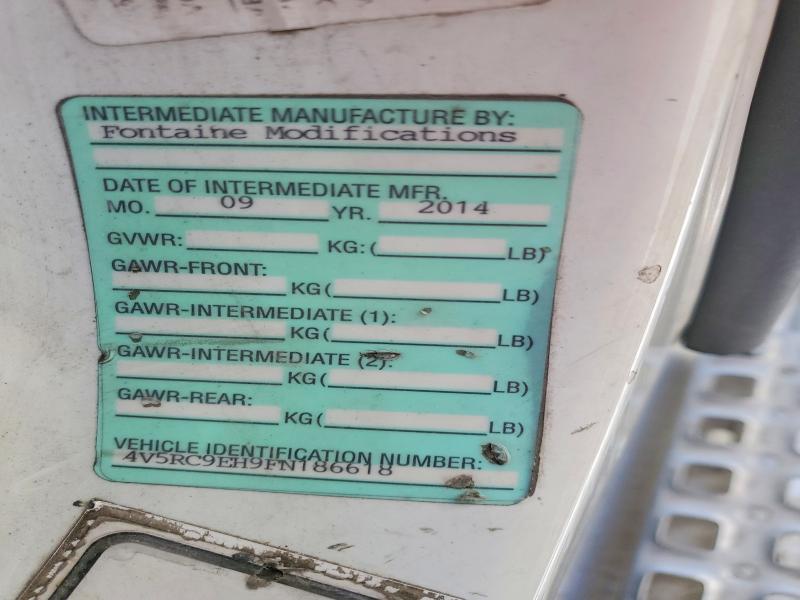 INTERMEDIATE MANUFACTURE BY:
Fontaine Modifications
DATE OF INTERMEDIATE MFR.
MO. 09 YR. 2014
GVWR: KG: ( LB)
GAWR-FRONT:
KG( LB)
GAWR-INTERMEDIATE (1):
KG( LB)
GAWR-INTERMEDIATE (2):
KG( LB)
GAWR-REAR:
KG( LB)
VEHICLE IDENTIFICATION NUMBER:
4V5RC9EH9FN186618